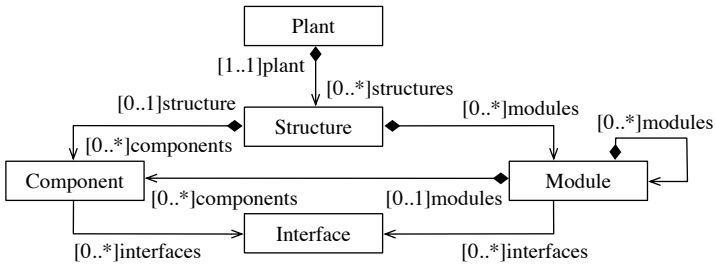 Plant
[1..1]plant
[0..*]structures
[0..1]structure
[0..*]modules
[0..*]modules
Structure
[0..*]components
Component
Module
[0..*]components
[0..1]modules
Interface
[0..*]interfaces
[0..*]interfaces